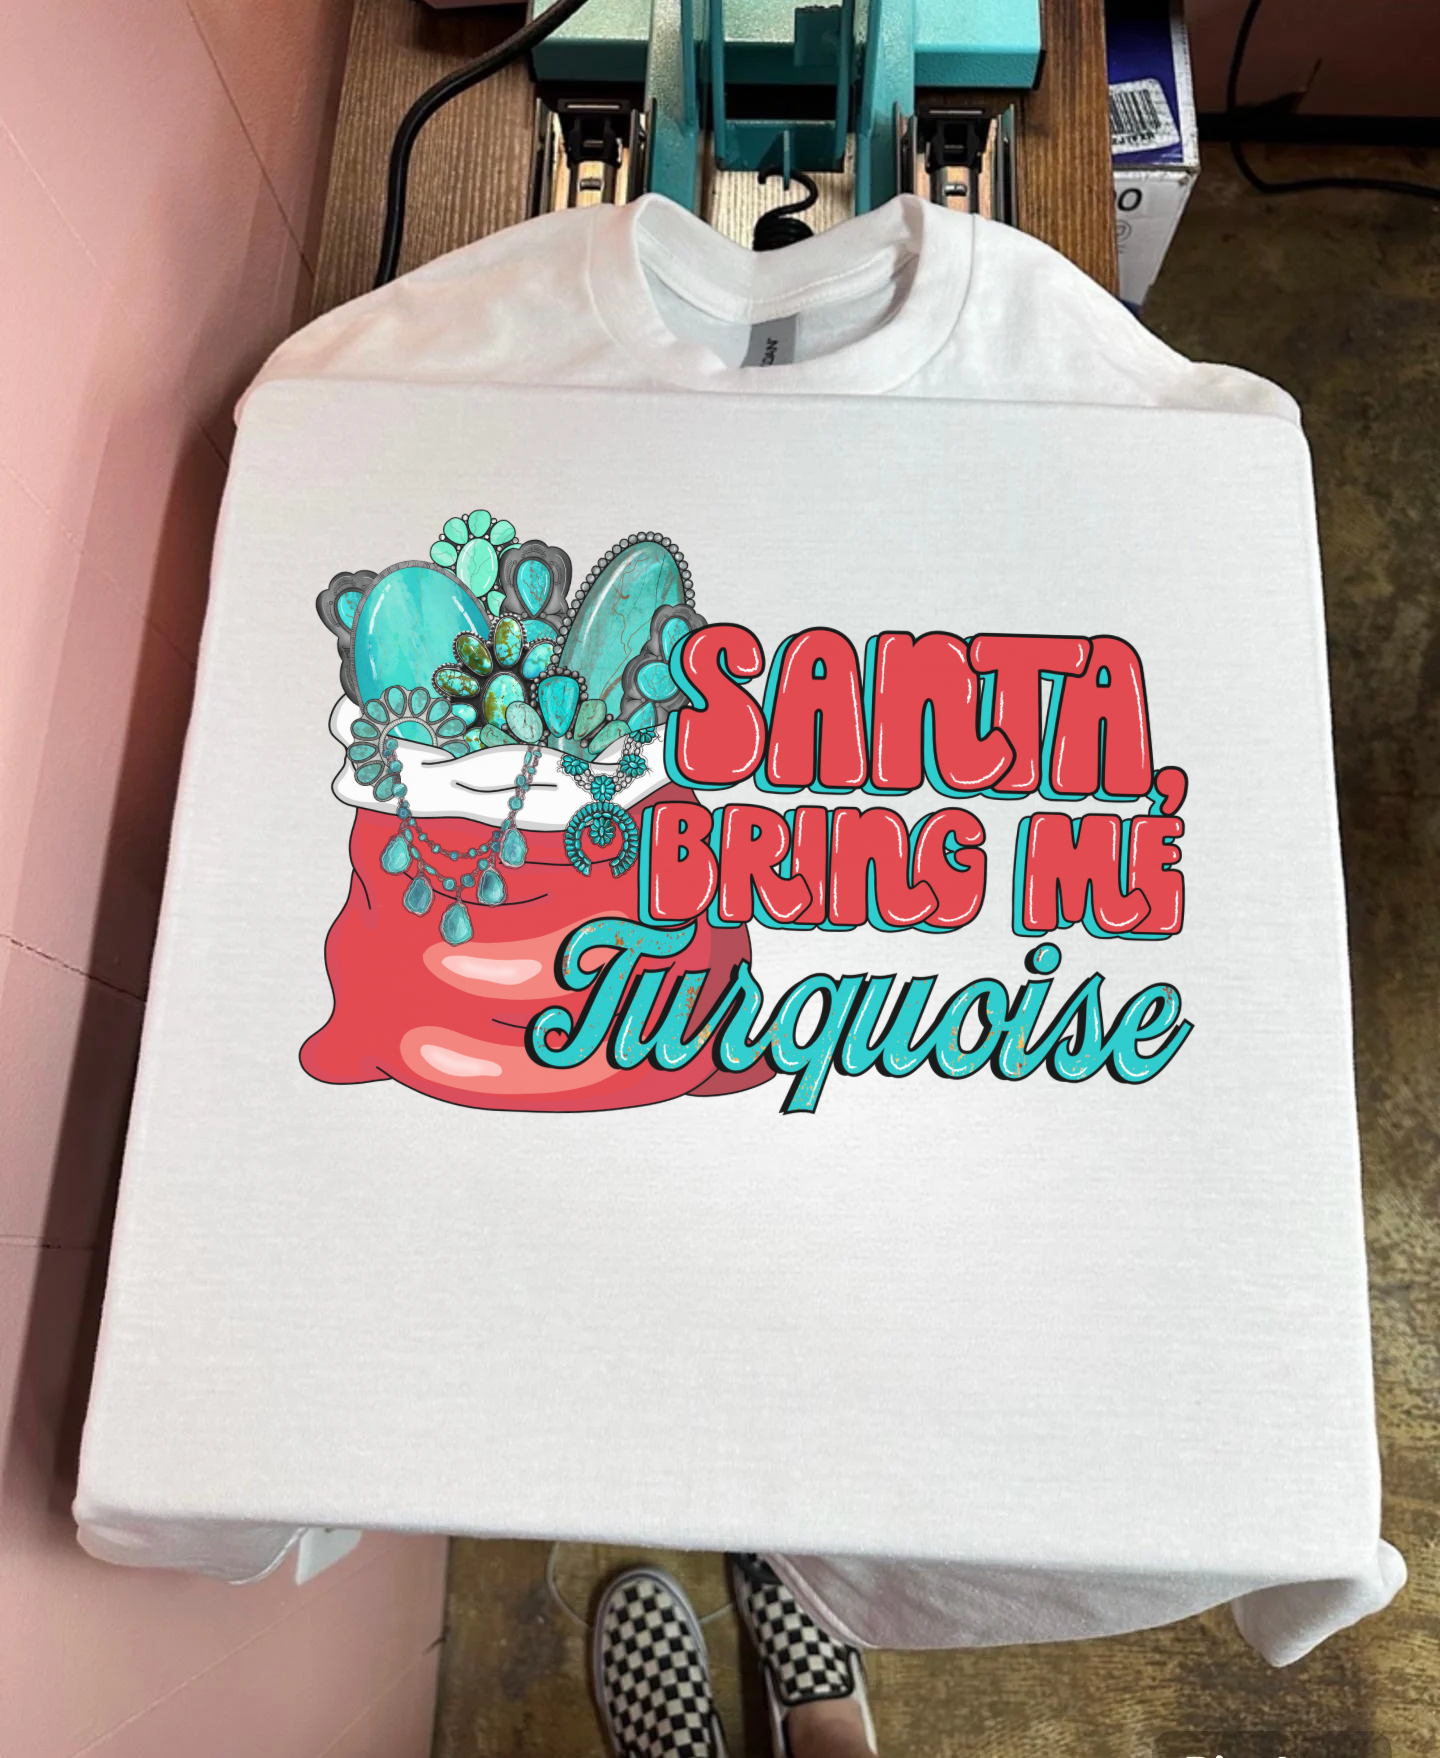 SANTA,
BRING ME
Turquoise